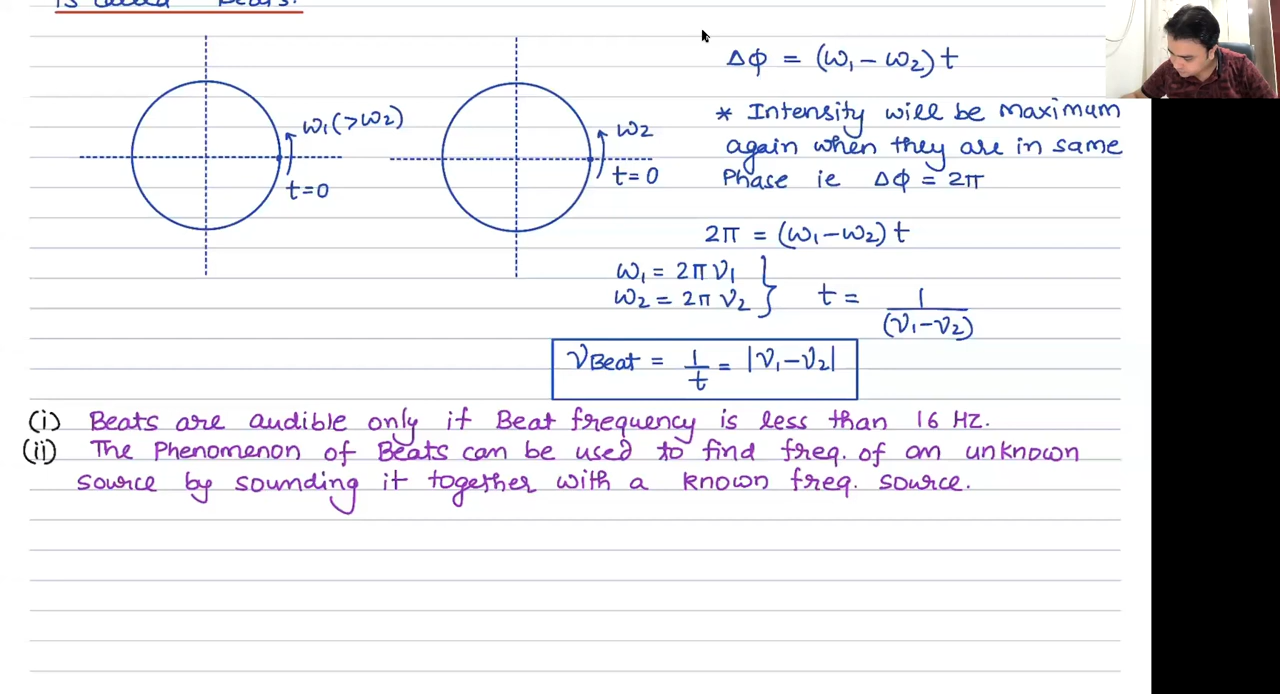 is called Beats.
ω₁(>ω₂)
t=0
ω₂
t=0
Δϕ = (ω₁ - ω₂) t
* Intensity will be maximum
again when they are in same
Phase ie Δϕ = 2π
2π = (ω₁-ω₂) t
ω₁ = 2π ν₁
ω₂ = 2π ν₂ } t = 1/(ν₁-ν₂)
νBeat = 1/t = |ν₁-ν₂|
(i) Beats are audible only if Beat frequency is less than 16 HZ.
(ii) The Phenomenon of Beats can be used to find freq. of an unknown
source by sounding it together with a known freq. source.